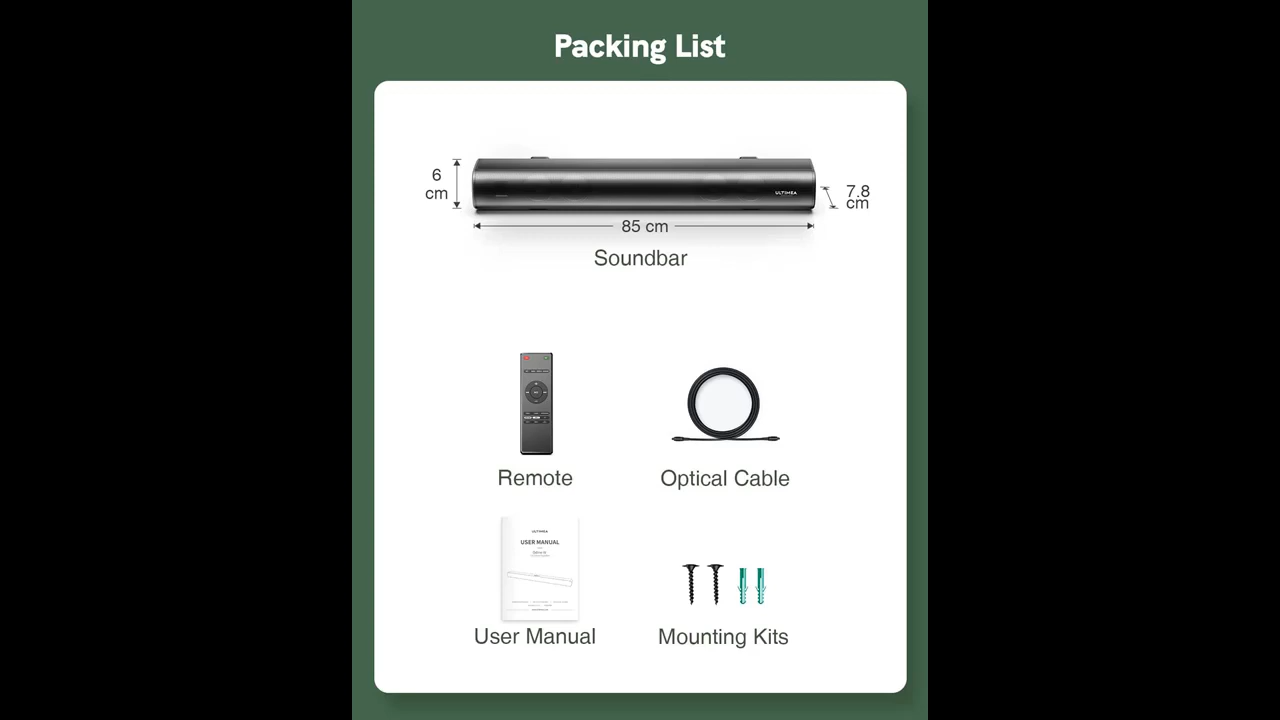 Packing List
6
cm
ULTIMEA
7.8
cm
85 cm
Soundbar
Remote
Optical Cable
ULTIMEA
USER MANUAL
User Manual
Mounting Kits